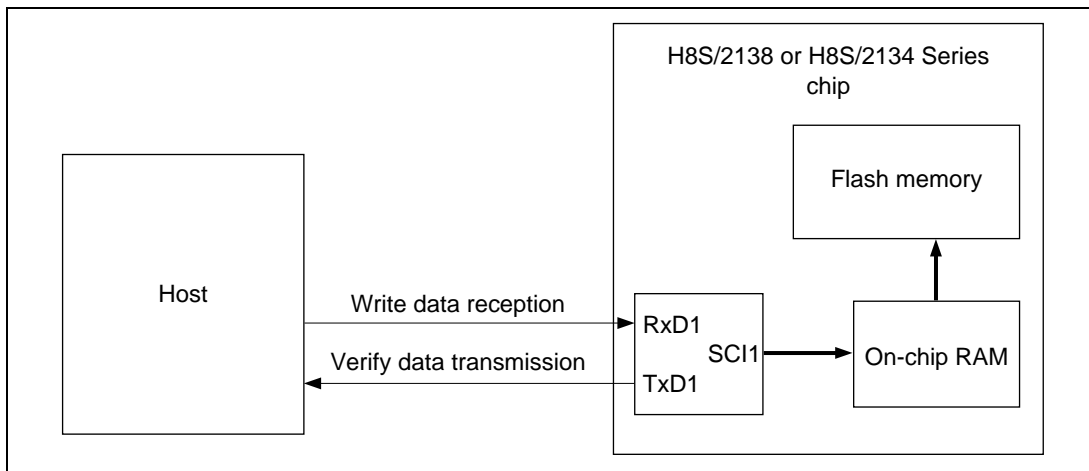 H8S/2138 or H8S/2134 Series
chip
Flash memory
Host
Write data reception
RxD1
SCI1
On-chip RAM
Verify data transmission
TxD1